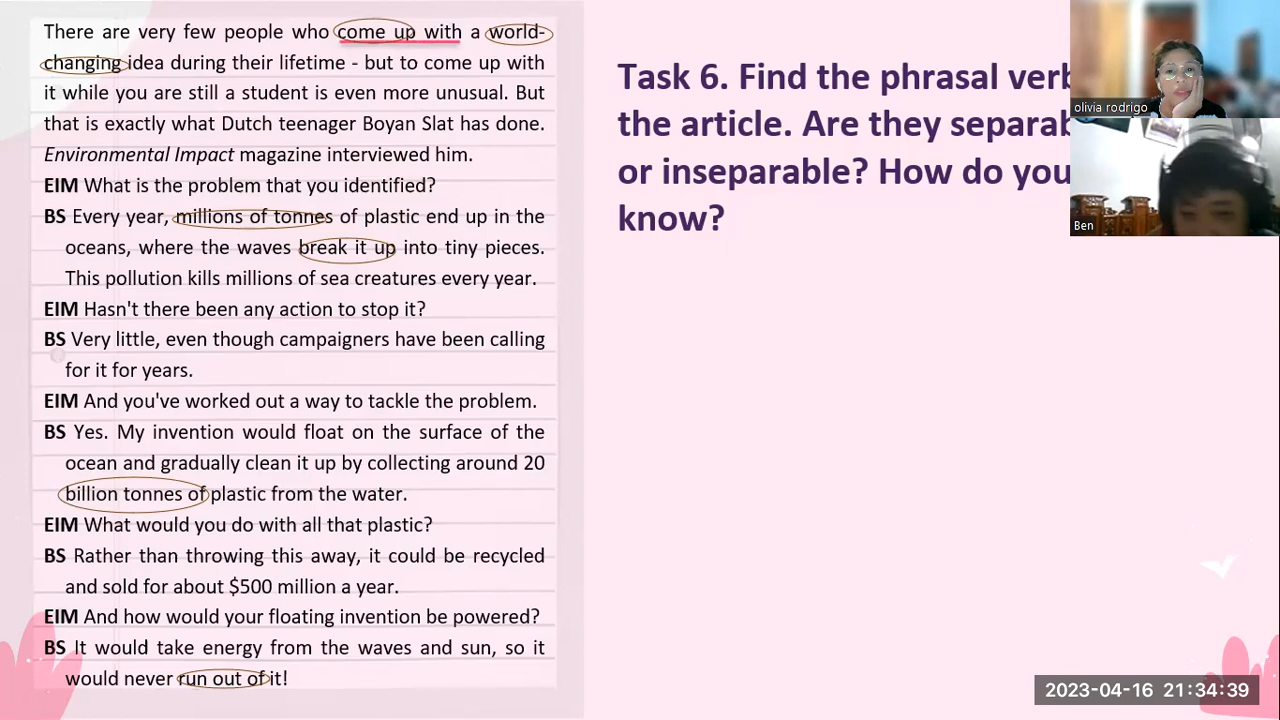 There are very few people who come up with a world-
changing idea during their lifetime - but to come up with
it while you are still a student is even more unusual. But
that is exactly what Dutch teenager Boyan Slat has done.
Environmental Impact magazine interviewed him.
EIM What is the problem that you identified?
BS Every year, millions of tonnes of plastic end up in the
oceans, where the waves break it up into tiny pieces.
This pollution kills millions of sea creatures every year.
EIM Hasn't there been any action to stop it?
BS Very little, even though campaigners have been calling
for it for years.
EIM And you've worked out a way to tackle the problem.
BS Yes. My invention would float on the surface of the
ocean and gradually clean it up by collecting around 20
billion tonnes of plastic from the water.
EIM What would you do with all that plastic?
BS Rather than throwing this away, it could be recycled
and sold for about $500 million a year.
EIM And how would your floating invention be powered?
BS It would take energy from the waves and sun, so it
would never run out of it!
Task 6. Find the phrasal verb
the article. Are they separab
or inseparable? How do you
know?
olivia rodrigo
Ben
2023-04-16 21:34:39